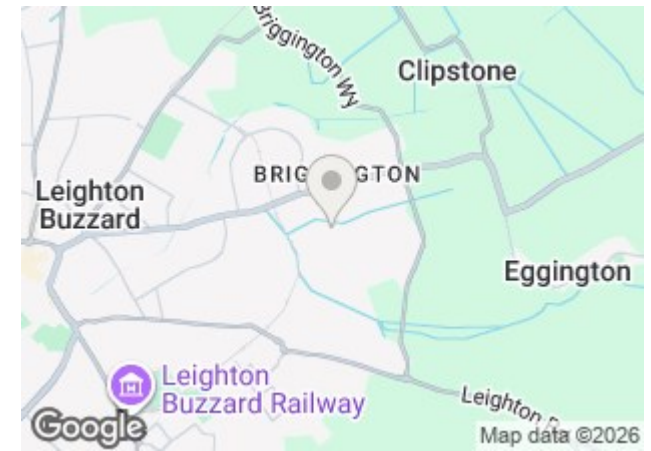 Briggington Wy
Clipstone
BRIG GTON
Leighton
Buzzard
Eggington
Leighton
Buzzard Railway
Leighton
Google
Map data ©2026